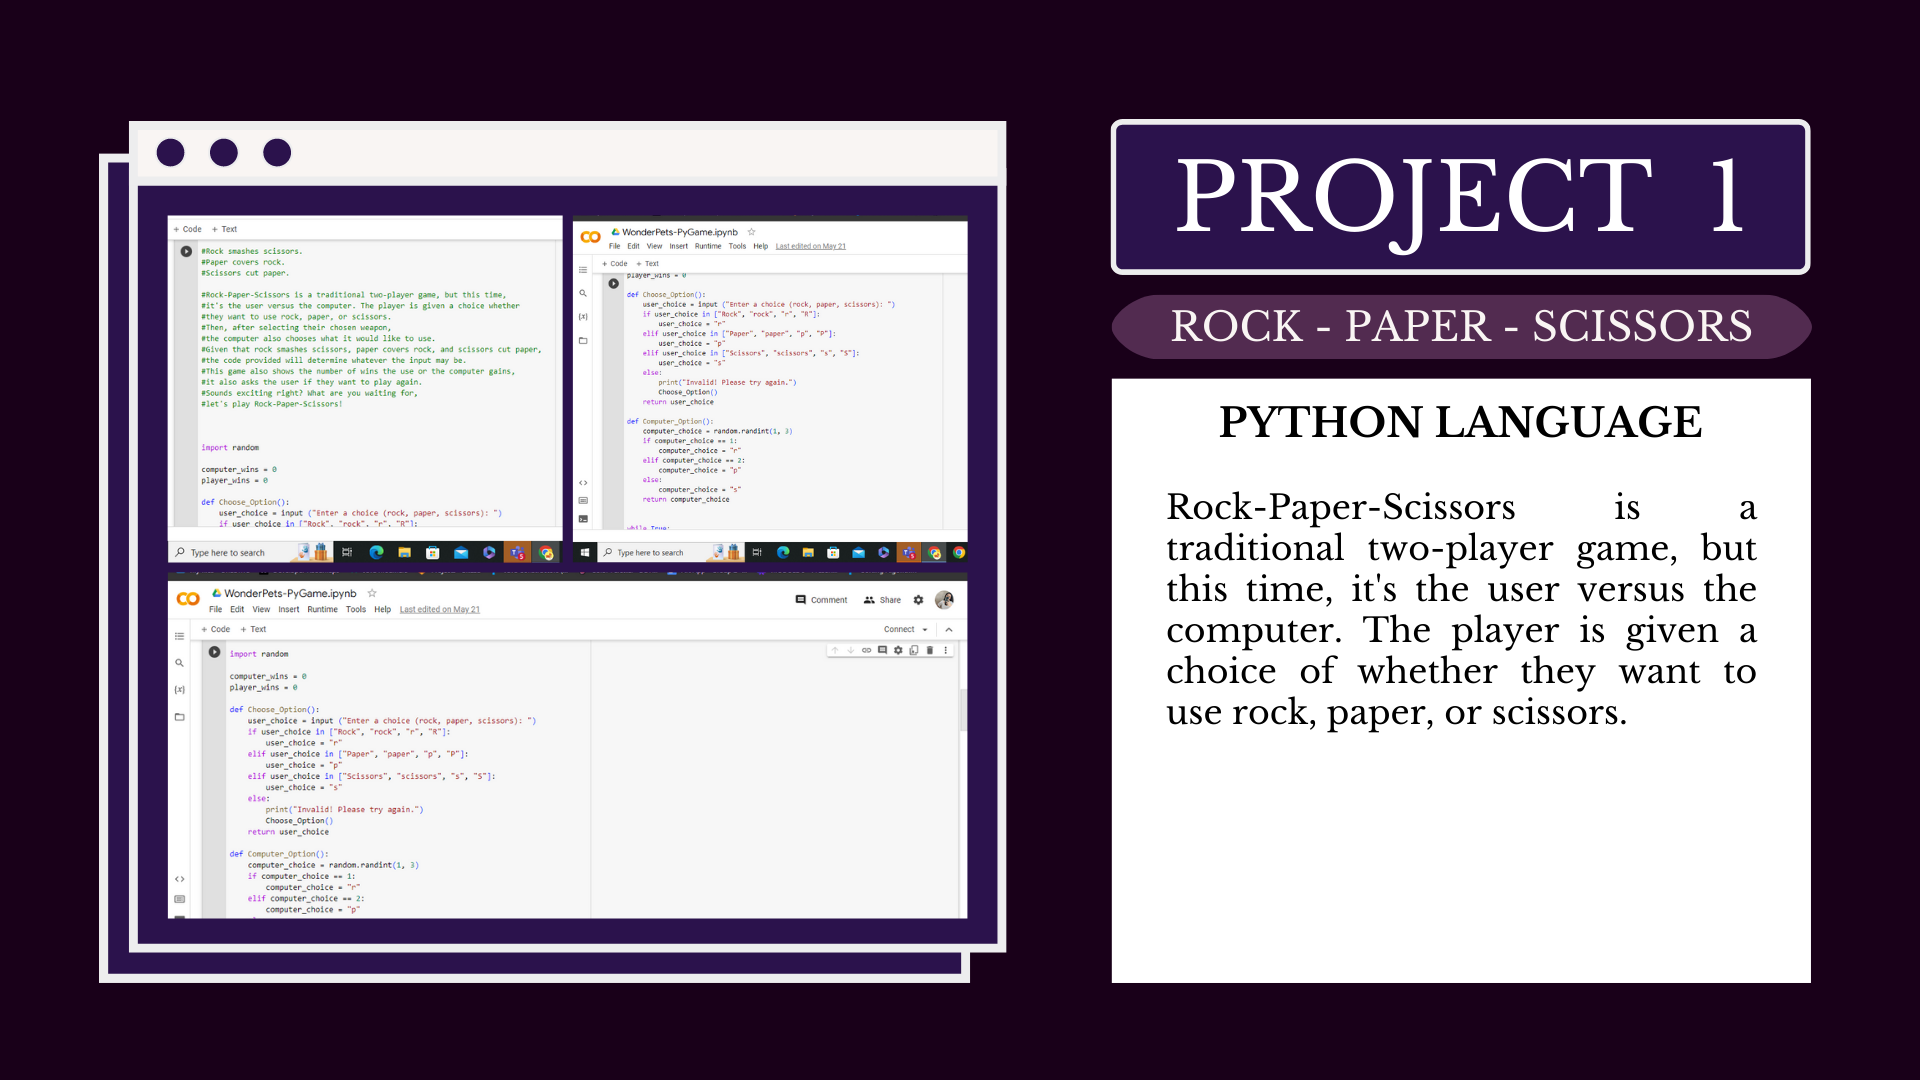 PROJECT 1
ROCK - PAPER - SCISSORS
PYTHON LANGUAGE
Rock-Paper-Scissors is a
traditional two-player game, but
this time, it's the user versus the
computer. The player is given a
choice of whether they want to
use rock, paper, or scissors.
+ Code + Text
#Rock smashes scissors.
#Paper covers rock.
#Scissors cut paper.
#Rock-Paper-Scissors is a traditional two-player game, but this time,
#it's the user versus the computer. The player is given a choice whether
#they want to use rock, paper, or scissors.
#Then, after selecting their chosen weapon,
#the computer also chooses what it would like to use.
#Given that rock smashes scissors, paper covers rock, and scissors cut paper,
#the code provided will determine whatever the input may be.
#This game also shows the number of wins the use or the computer gains,
#it also asks the user if they want to play again.
#Sounds exciting right? What are you waiting for,
#let's play Rock-Paper-Scissors!
import random
computer_wins = 0
player_wins = 0
def Choose_Option():
user_choice = input ("Enter a choice (rock, paper, scissors): ")
if user_choice in ["Rock", "rock", "r", "R"]:
Type here to search
WonderPets-PyGame.ipynb
File Edit View Insert Runtime Tools Help Last edited on May 21
+ Code + Text
player_wins = 0
def Choose_Option():
user_choice = input ("Enter a choice (rock, paper, scissors): ")
if user_choice in ["Rock", "rock", "r", "R"]:
user_choice = "r"
elif user_choice in ["Paper", "paper", "p", "P"]:
user_choice = "p"
elif user_choice in ["Scissors", "scissors", "s", "S"]:
user_choice = "s"
else:
print("Invalid! Please try again.")
Choose_Option()
return user_choice
def Computer_Option():
computer_choice = random.randint(1, 3)
if computer_choice == 1:
computer_choice = "r"
elif computer_choice == 2:
computer_choice = "p"
else:
computer_choice = "s"
return computer_choice
while True:
Type here to search
WonderPets-PyGame.ipynb
File Edit View Insert Runtime Tools Help Last edited on May 21
Comment Share
+ Code + Text
Connect
import random
computer_wins = 0
player_wins = 0
def Choose_Option():
user_choice = input ("Enter a choice (rock, paper, scissors): ")
if user_choice in ["Rock", "rock", "r", "R"]:
user_choice = "r"
elif user_choice in ["Paper", "paper", "p", "P"]:
user_choice = "p"
elif user_choice in ["Scissors", "scissors", "s", "S"]:
user_choice = "s"
else:
print("Invalid! Please try again.")
Choose_Option()
return user_choice
def Computer_Option():
computer_choice = random.randint(1, 3)
if computer_choice == 1:
computer_choice = "r"
elif computer_choice == 2:
computer_choice = "p"